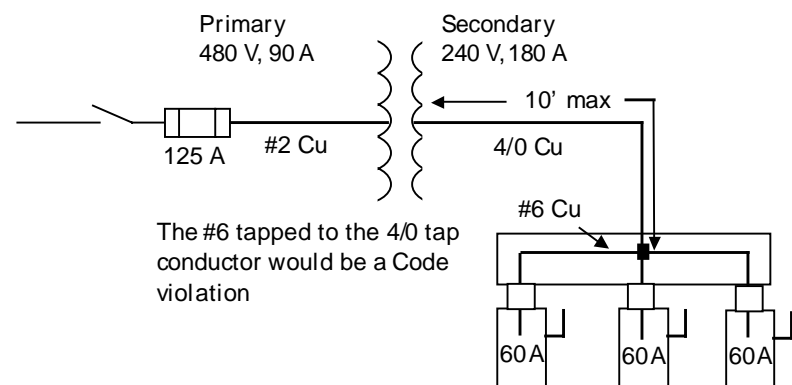 Primary
480 V, 90 A
Secondary
240 V, 180 A
10' max
125 A
#2 Cu
4/0 Cu
#6 Cu
The #6 tapped to the 4/0 tap
conductor would be a Code
violation
60A
60A
60A